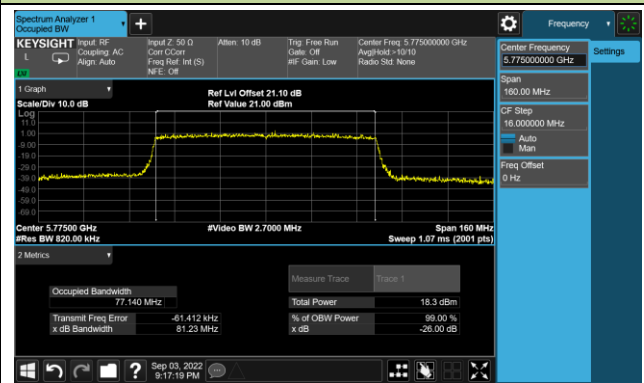 Spectrum Analyzer 1
Occupied BW
+
Frequency
KEYSIGHT
L
Input: RF
Coupling: AC
Align: Auto
Input Z: 50 Ω
Corr CCorr
Freq Ref: Int (S)
NFE: Off
Atten: 10 dB
Trig: Free Run
Gate: Off
#IF Gain: Low
Center Freq: 5.775000000 GHz
Avg|Hold:>10/10
Radio Std: None
Center Frequency
5.775000000 GHz
Settings
Span
160.00 MHz
CF Step
16.000000 MHz
Auto
Man
Freq Offset
0 Hz
1 Graph
Scale/Div 10.0 dB
Ref Lvl Offset 21.10 dB
Ref Value 21.00 dBm
Log
11.0
1.00
-9.00
-19.0
-29.0
-39.0
-49.0
-59.0
-69.0
Center 5.77500 GHz
#Res BW 820.00 kHz
#Video BW 2.7000 MHz
Span 160 MHz
Sweep 1.07 ms (2001 pts)
2 Metrics
Measure Trace
Trace 1
Occupied Bandwidth
77.140 MHz
Total Power
18.3 dBm
Transmit Freq Error
-61.412 kHz
% of OBW Power
99.00 %
x dB Bandwidth
81.23 MHz
x dB
-26.00 dB
?
Sep 03, 2022
9:17:19 PM